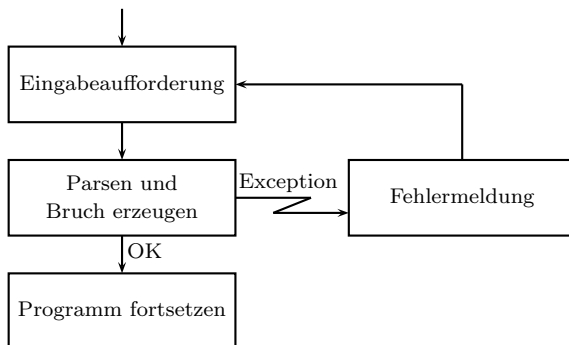 Eingabeaufforderung
Parsen und
Bruch erzeugen
Exception
Fehlermeldung
OK
Programm fortsetzen